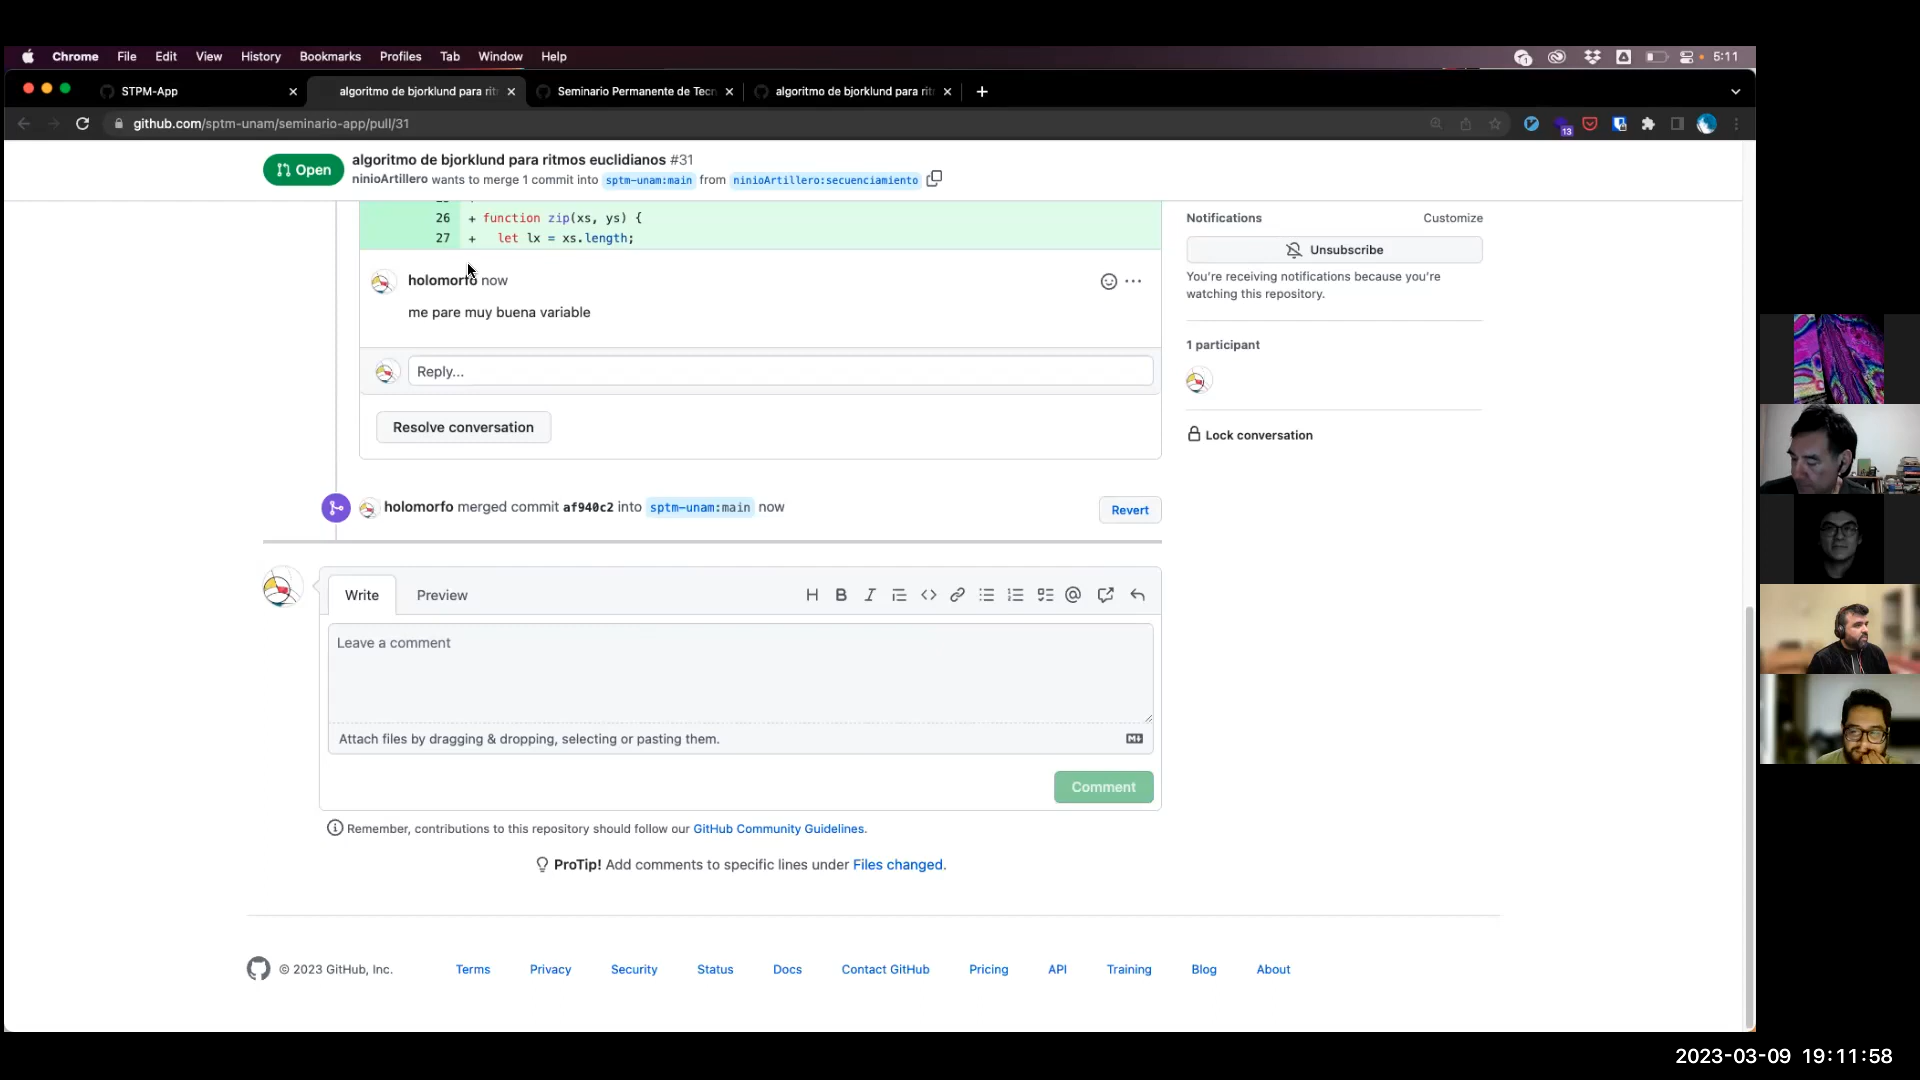 Chrome File Edit View History Bookmarks Profiles Tab Window Help 1 5:11
STPM-App algoritmo de bjorklund para rit Seminario Permanente de Tecn algoritmo de bjorklund para rit
github.com/sptm-unam/seminario-app/pull/31 13
Open
algoritmo de bjorklund para ritmos euclidianos #31
ninioArtillero wants to merge 1 commit into sptm-unam:main from ninioArtillero:secuenciamiento
26 + function zip(xs, ys) {
27 + let lx = xs.length;
holomorfo now
me pare muy buena variable
Reply...
Resolve conversation
holomorfo merged commit af940c2 into sptm-unam:main now
Revert
Write Preview
Leave a comment
Attach files by dragging & dropping, selecting or pasting them.
Comment
Remember, contributions to this repository should follow our GitHub Community Guidelines.
ProTip! Add comments to specific lines under Files changed.
Notifications Customize
Unsubscribe
You're receiving notifications because you're
watching this repository.
1 participant
Lock conversation
© 2023 GitHub, Inc. Terms Privacy Security Status Docs Contact GitHub Pricing API Training Blog About
2023-03-09 19:11:58